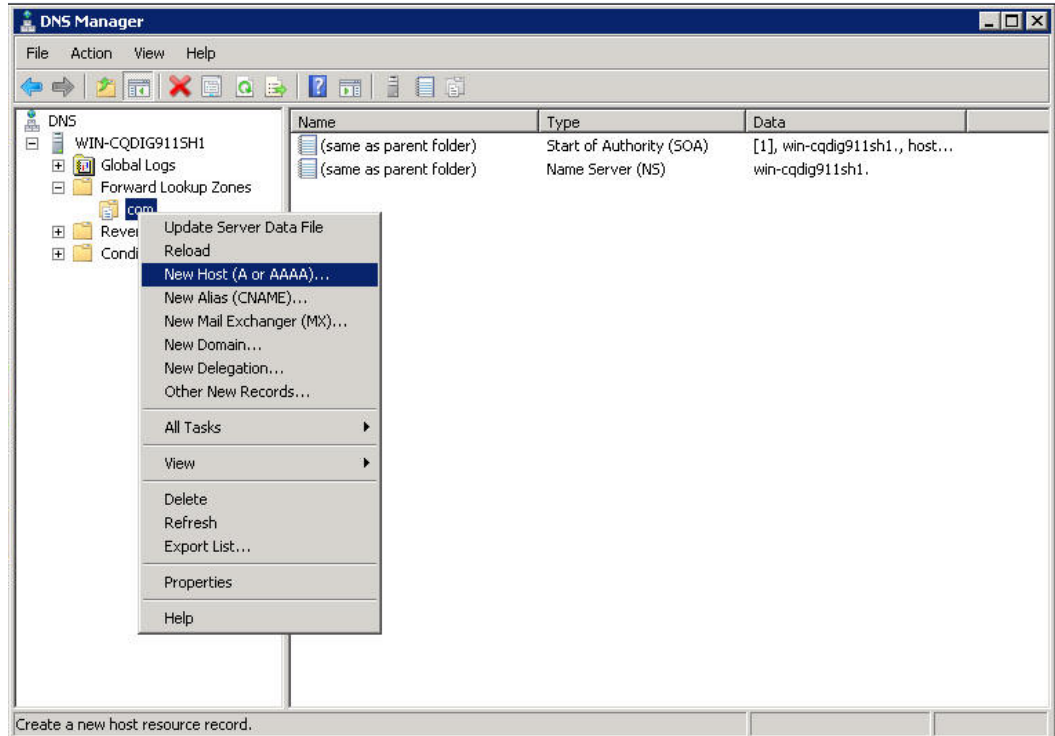 DNS Manager
File Action View Help
DNS
WIN-CQDIG911SH1
Global Logs
Forward Lookup Zones
com
Rever
Condi
Name Type Data
(same as parent folder) Start of Authority (SOA) [1], win-cqdig911sh1., host...
(same as parent folder) Name Server (NS) win-cqdig911sh1.
Update Server Data File
Reload
New Host (A or AAAA)...
New Alias (CNAME)...
New Mail Exchanger (MX)...
New Domain...
New Delegation...
Other New Records...
All Tasks
View
Delete
Refresh
Export List...
Properties
Help
Create a new host resource record.